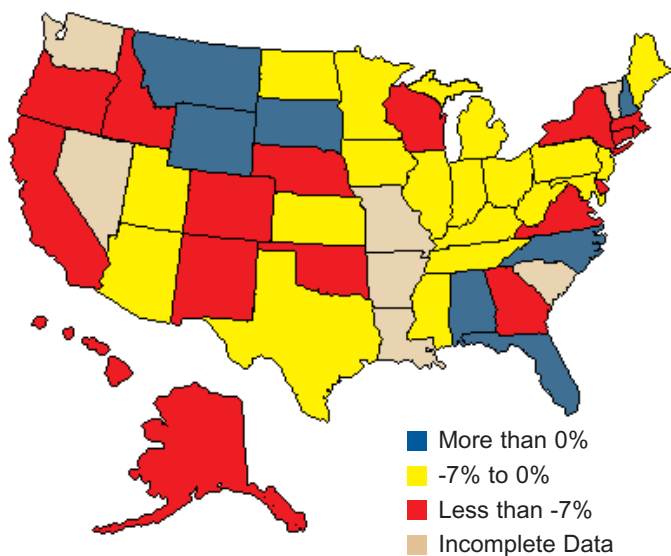 More than 0%
-7% to 0%
Less than -7%
Incomplete Data